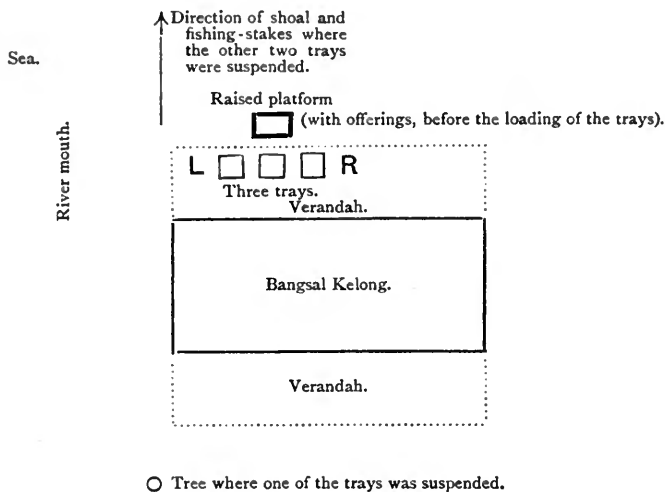 Direction of shoal and
fishing-stakes where
the other two trays
were suspended.
Sea.
Raised platform
(with offerings, before the loading of the trays).
River mouth.
L R
Three trays.
Verandah.
Bangsal Kelong.
Verandah.
Tree where one of the trays was suspended.